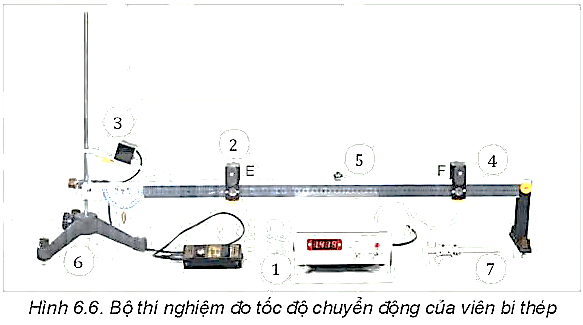 3
2
E
5
F
4
6
1
7
Hình 6.6. Bộ thí nghiệm đo tốc độ chuyển động của viên bi thép